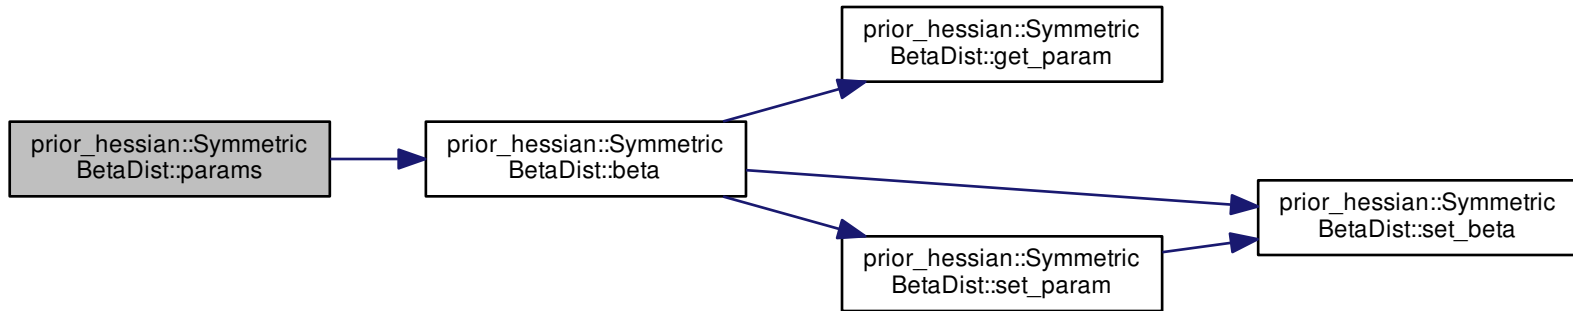 prior_hessian::Symmetric
BetaDist::params
prior_hessian::Symmetric
BetaDist::beta
prior_hessian::Symmetric
BetaDist::get_param
prior_hessian::Symmetric
BetaDist::set_param
prior_hessian::Symmetric
BetaDist::set_beta